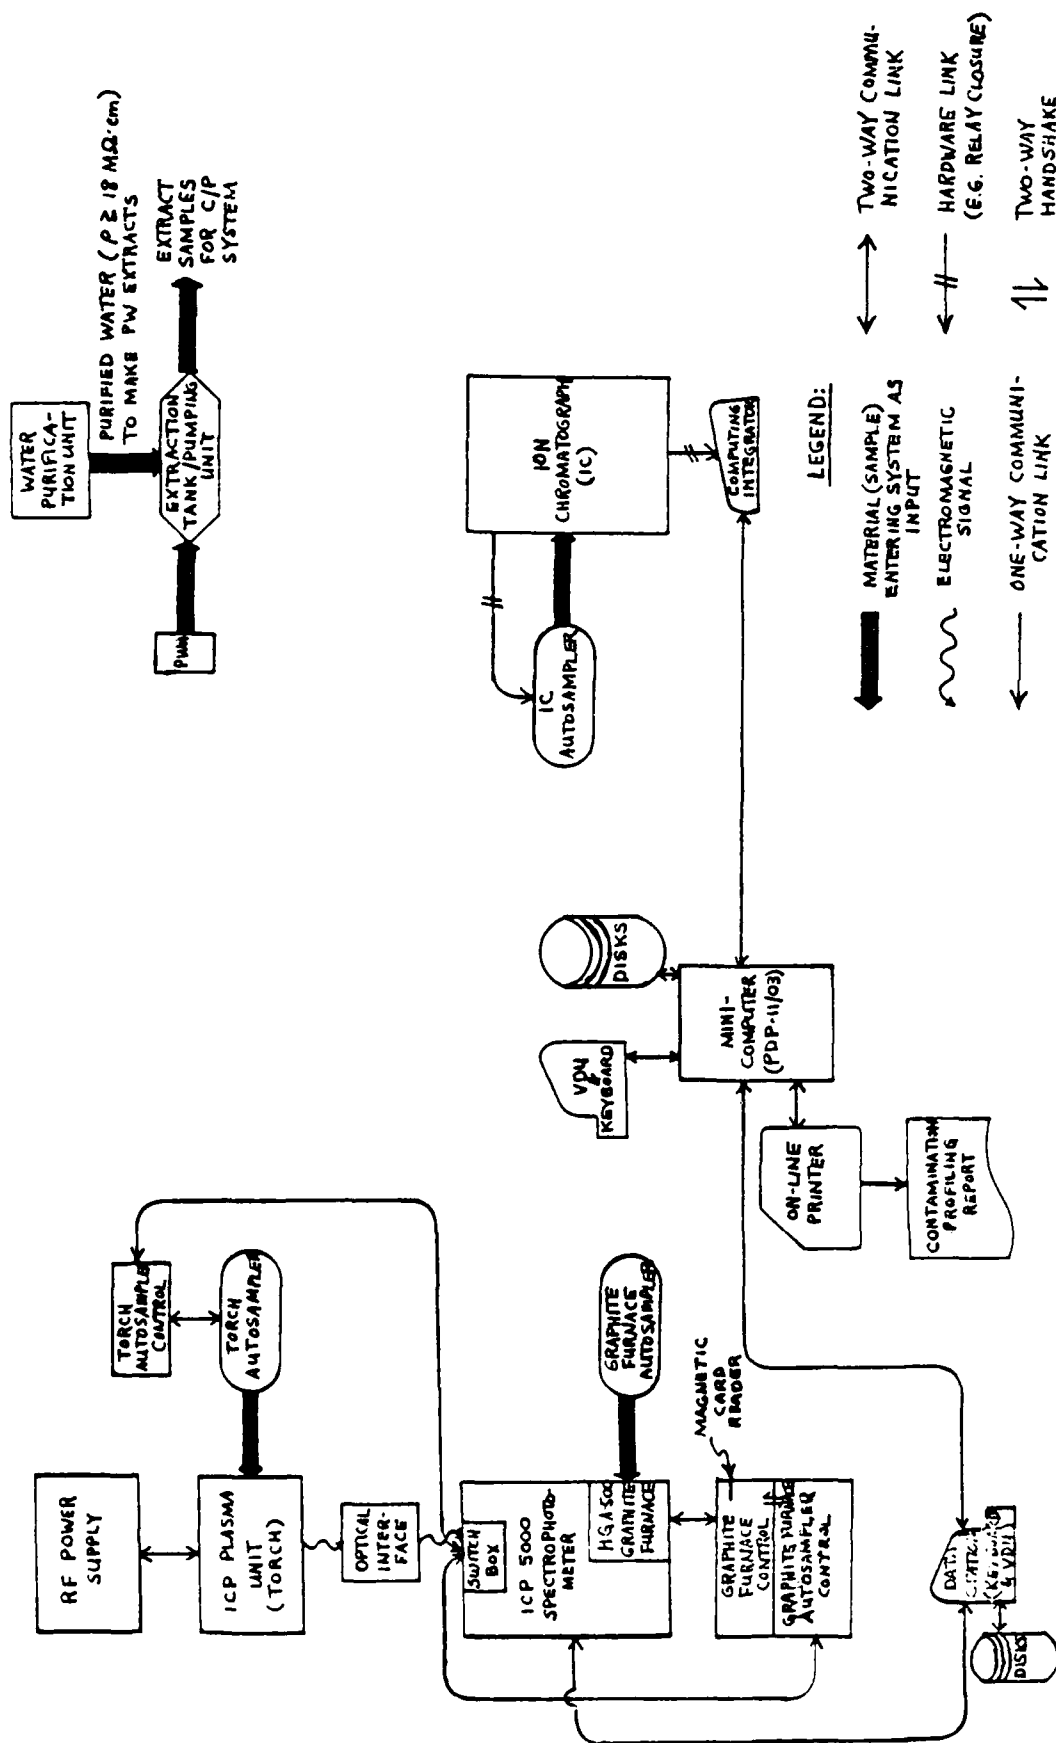 RF POWER
SUPPLY
ICP PLASMA
UNIT
(TORCH)
OPTICAL
INTER-
FACE
TORCH
AUTOSAMPLER
CONTROL
TORCH
AUTOSAMPLER
SWITCH
BOX
ICP 5000
SPECTROPHOTO-
METER
HGA-500
GRAPHITE
FURNACE
GRAPHITE
FURNACE
AUTOSAMPLER
GRAPHITE
FURNACE
CONTROL
GRAPHITE FURNACE
AUTOSAMPLER
CONTROL
MAGNETIC
CARD
READER
DATA
STATION
(KEYBOARD
DISKS
VDU
KEYBOARD
DISKS
MINI-
COMPUTER
(PDP-11/03)
ON-LINE
PRINTER
CONTAMINATION
PROFILING
REPORT
WATER
PURIFICA-
TION UNIT
PURIFIED WATER (ρ ≥ 18 MΩ·cm)
TO MAKE PW EXTRACTS
PWM
EXTRACTION
TANK/PUMPING
UNIT
EXTRACT
SAMPLES
FOR C/P
SYSTEM
IC
AUTOSAMPLER
ION
CHROMATOGRAPH
(IC)
COMPUTING
INTEGRATOR
LEGEND:
MATERIAL (SAMPLE)
ENTERING SYSTEM AS
INPUT
ELECTROMAGNETIC
SIGNAL
ONE-WAY COMMUNI-
CATION LINK
TWO-WAY COMMU-
NICATION LINK
HARDWARE LINK
(E.G. RELAY CLOSURE)
TWO-WAY
HANDSHAKE